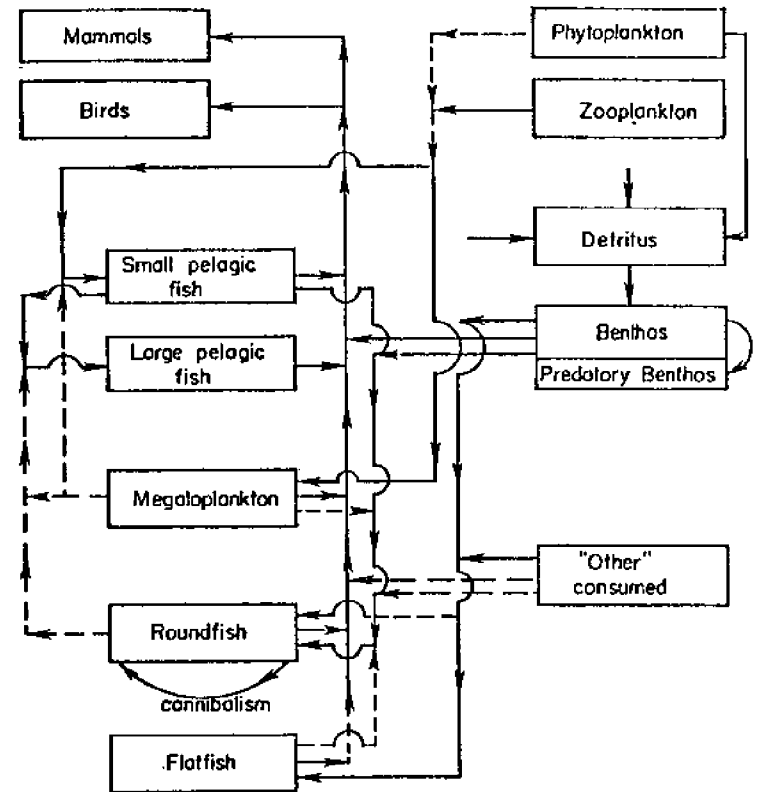 Mammals
Phytoplankton
Birds
Zooplankton
Detritus
Small pelagic
fish
Benthos
Large pelagic
fish
Predatory Benthos
Megaloplankton
"Other"
consumed
Roundfish
cannibalism
Flatfish